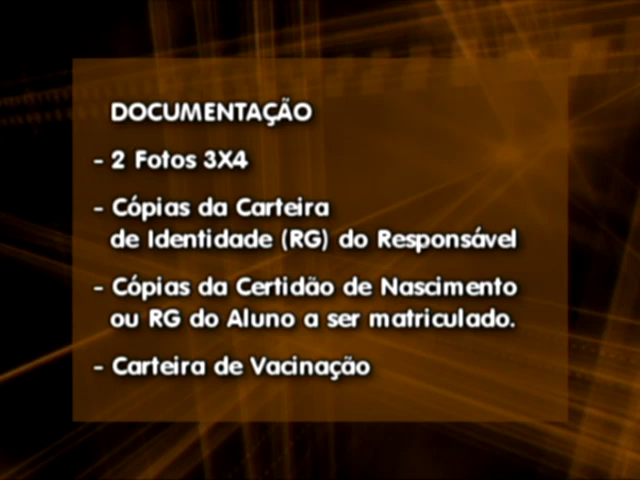 DOCUMENTAÇÃO
- 2 Fotos 3X4
- Cópias da Carteira
de Identidade (RG) do Responsável
- Cópias da Certidão de Nascimento
ou RG do Aluno a ser matriculado.
- Carteira de Vacinação